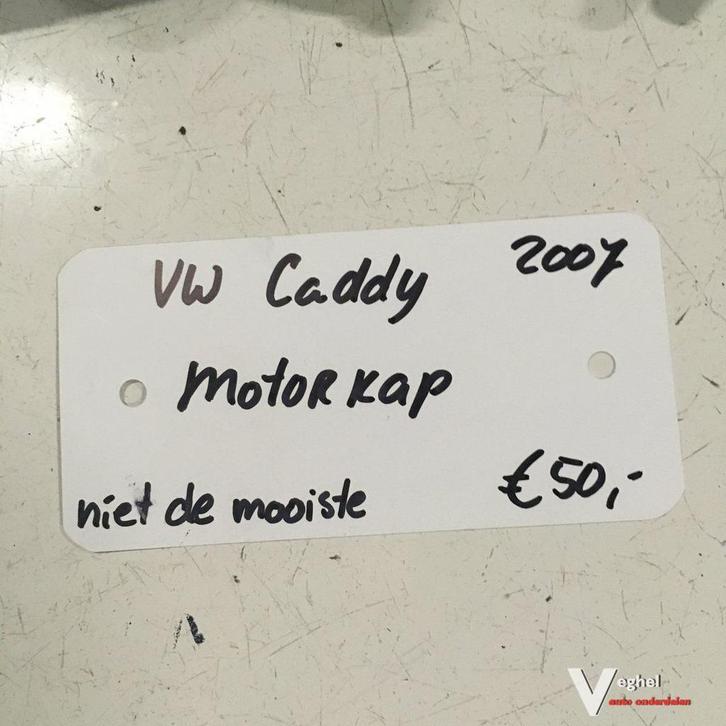 VW Caddy 2007
Motorkap
niet de mooiste €50,-
Veghel
auto onderdelen